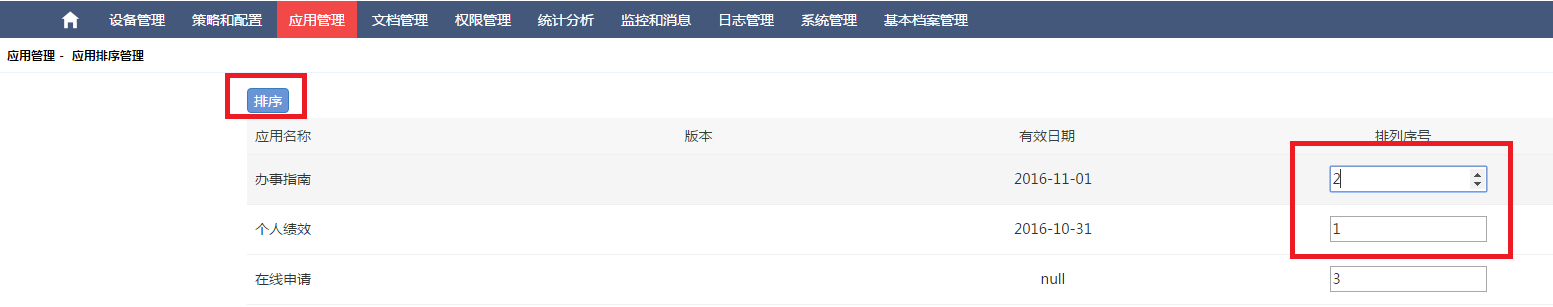 设备管理 策略和配置 应用管理 文档管理 权限管理 统计分析 监控和消息 日志管理 系统管理 基本档案管理
应用管理 - 应用排序管理
排序
应用名称 版本 有效日期 排列序号
办事指南 2016-11-01 2
个人绩效 2016-10-31 1
在线申请 null 3